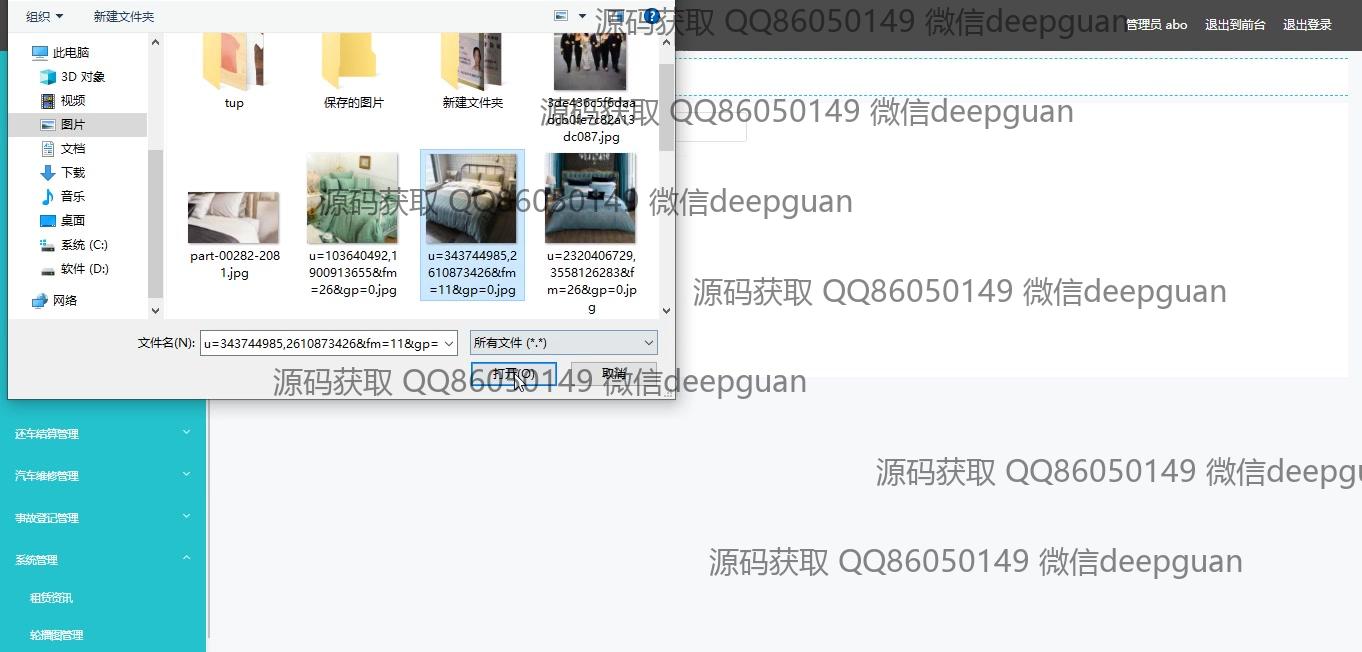 组织 新建文件夹
源码获取 QQ86050149 微信deepguan
管理员 abo 退出到前台 退出登录
此电脑
3D 对象
视频
图片
文档
下载
音乐
桌面
系统 (C:)
软件 (D:)
网络
tup
保存的图片
新建文件夹
3de436c5f6daa
dcb0fe7c82a13
dc087.jpg
源码获取 QQ86050149 微信deepguan
源码获取 QQ86050149 微信deepguan
part-00282-208
1.jpg
u=103640492,1
900913655&fm
=26&gp=0.jpg
u=343744985,2
610873426&fm
=11&gp=0.jpg
u=2320406729,
3558126283&f
m=26&gp=0.jp
g
源码获取 QQ86050149 微信deepguan
文件名(N): u=343744985,2610873426&fm=11&gp= 所有文件 (*.*)
打开(O) 取消
源码获取 QQ86050149 微信deepguan
还车结算管理
汽车维修管理
源码获取 QQ86050149 微信deepgu
事故登记管理
系统管理
源码获取 QQ86050149 微信deepguan
租赁资讯
轮播图管理